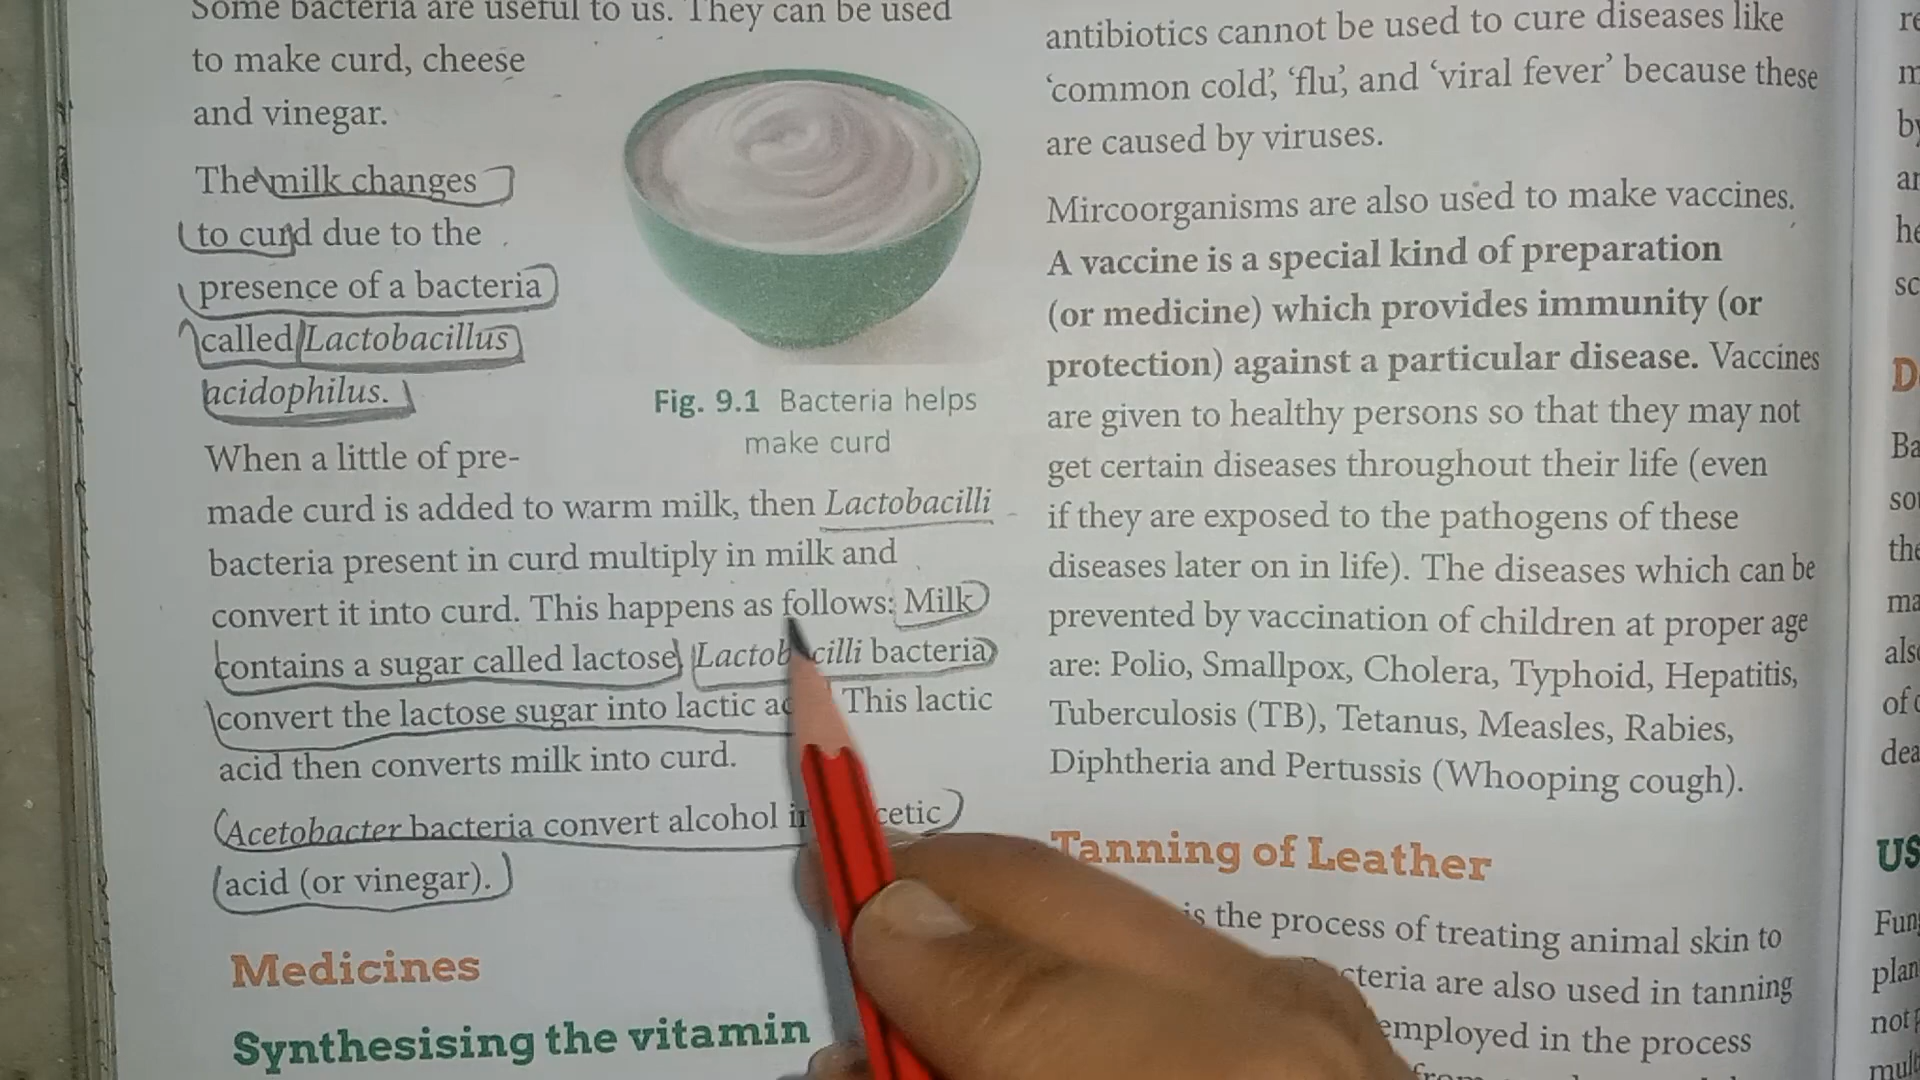 Some bacteria are useful to us. They can be used
to make curd, cheese
and vinegar.
The milk changes
to curd due to the
presence of a bacteria
called Lactobacillus
acidophilus.
Fig. 9.1 Bacteria helps
make curd
When a little of pre-
made curd is added to warm milk, then Lactobacilli
bacteria present in curd multiply in milk and
convert it into curd. This happens as follows: Milk
contains a sugar called lactose. bacteria
convert the lactose sugar into lactic This lactic
acid then converts milk into curd.
Acetobacter bacteria convert alcohol
acid (or vinegar).
Medicines
Synthesising the vitamin
antibiotics cannot be used to cure diseases like
‘common cold’, ‘flu’, and ‘viral fever’ because these
are caused by viruses.
Mircoorganisms are also used to make vaccines.
A vaccine is a special kind of preparation
(or medicine) which provides immunity (or
protection) against a particular disease. Vaccines
are given to healthy persons so that they may not
get certain diseases throughout their life (even
if they are exposed to the pathogens of these
diseases later on in life). The diseases which can be
prevented by vaccination of children at proper age
are: Polio, Smallpox, Cholera, Typhoid, Hepatitis,
Tuberculosis (TB), Tetanus, Measles, Rabies,
Diphtheria and Pertussis (Whooping cough).
Tanning of Leather
is the process of treating animal skin to
are also used in tanning
employed in the process